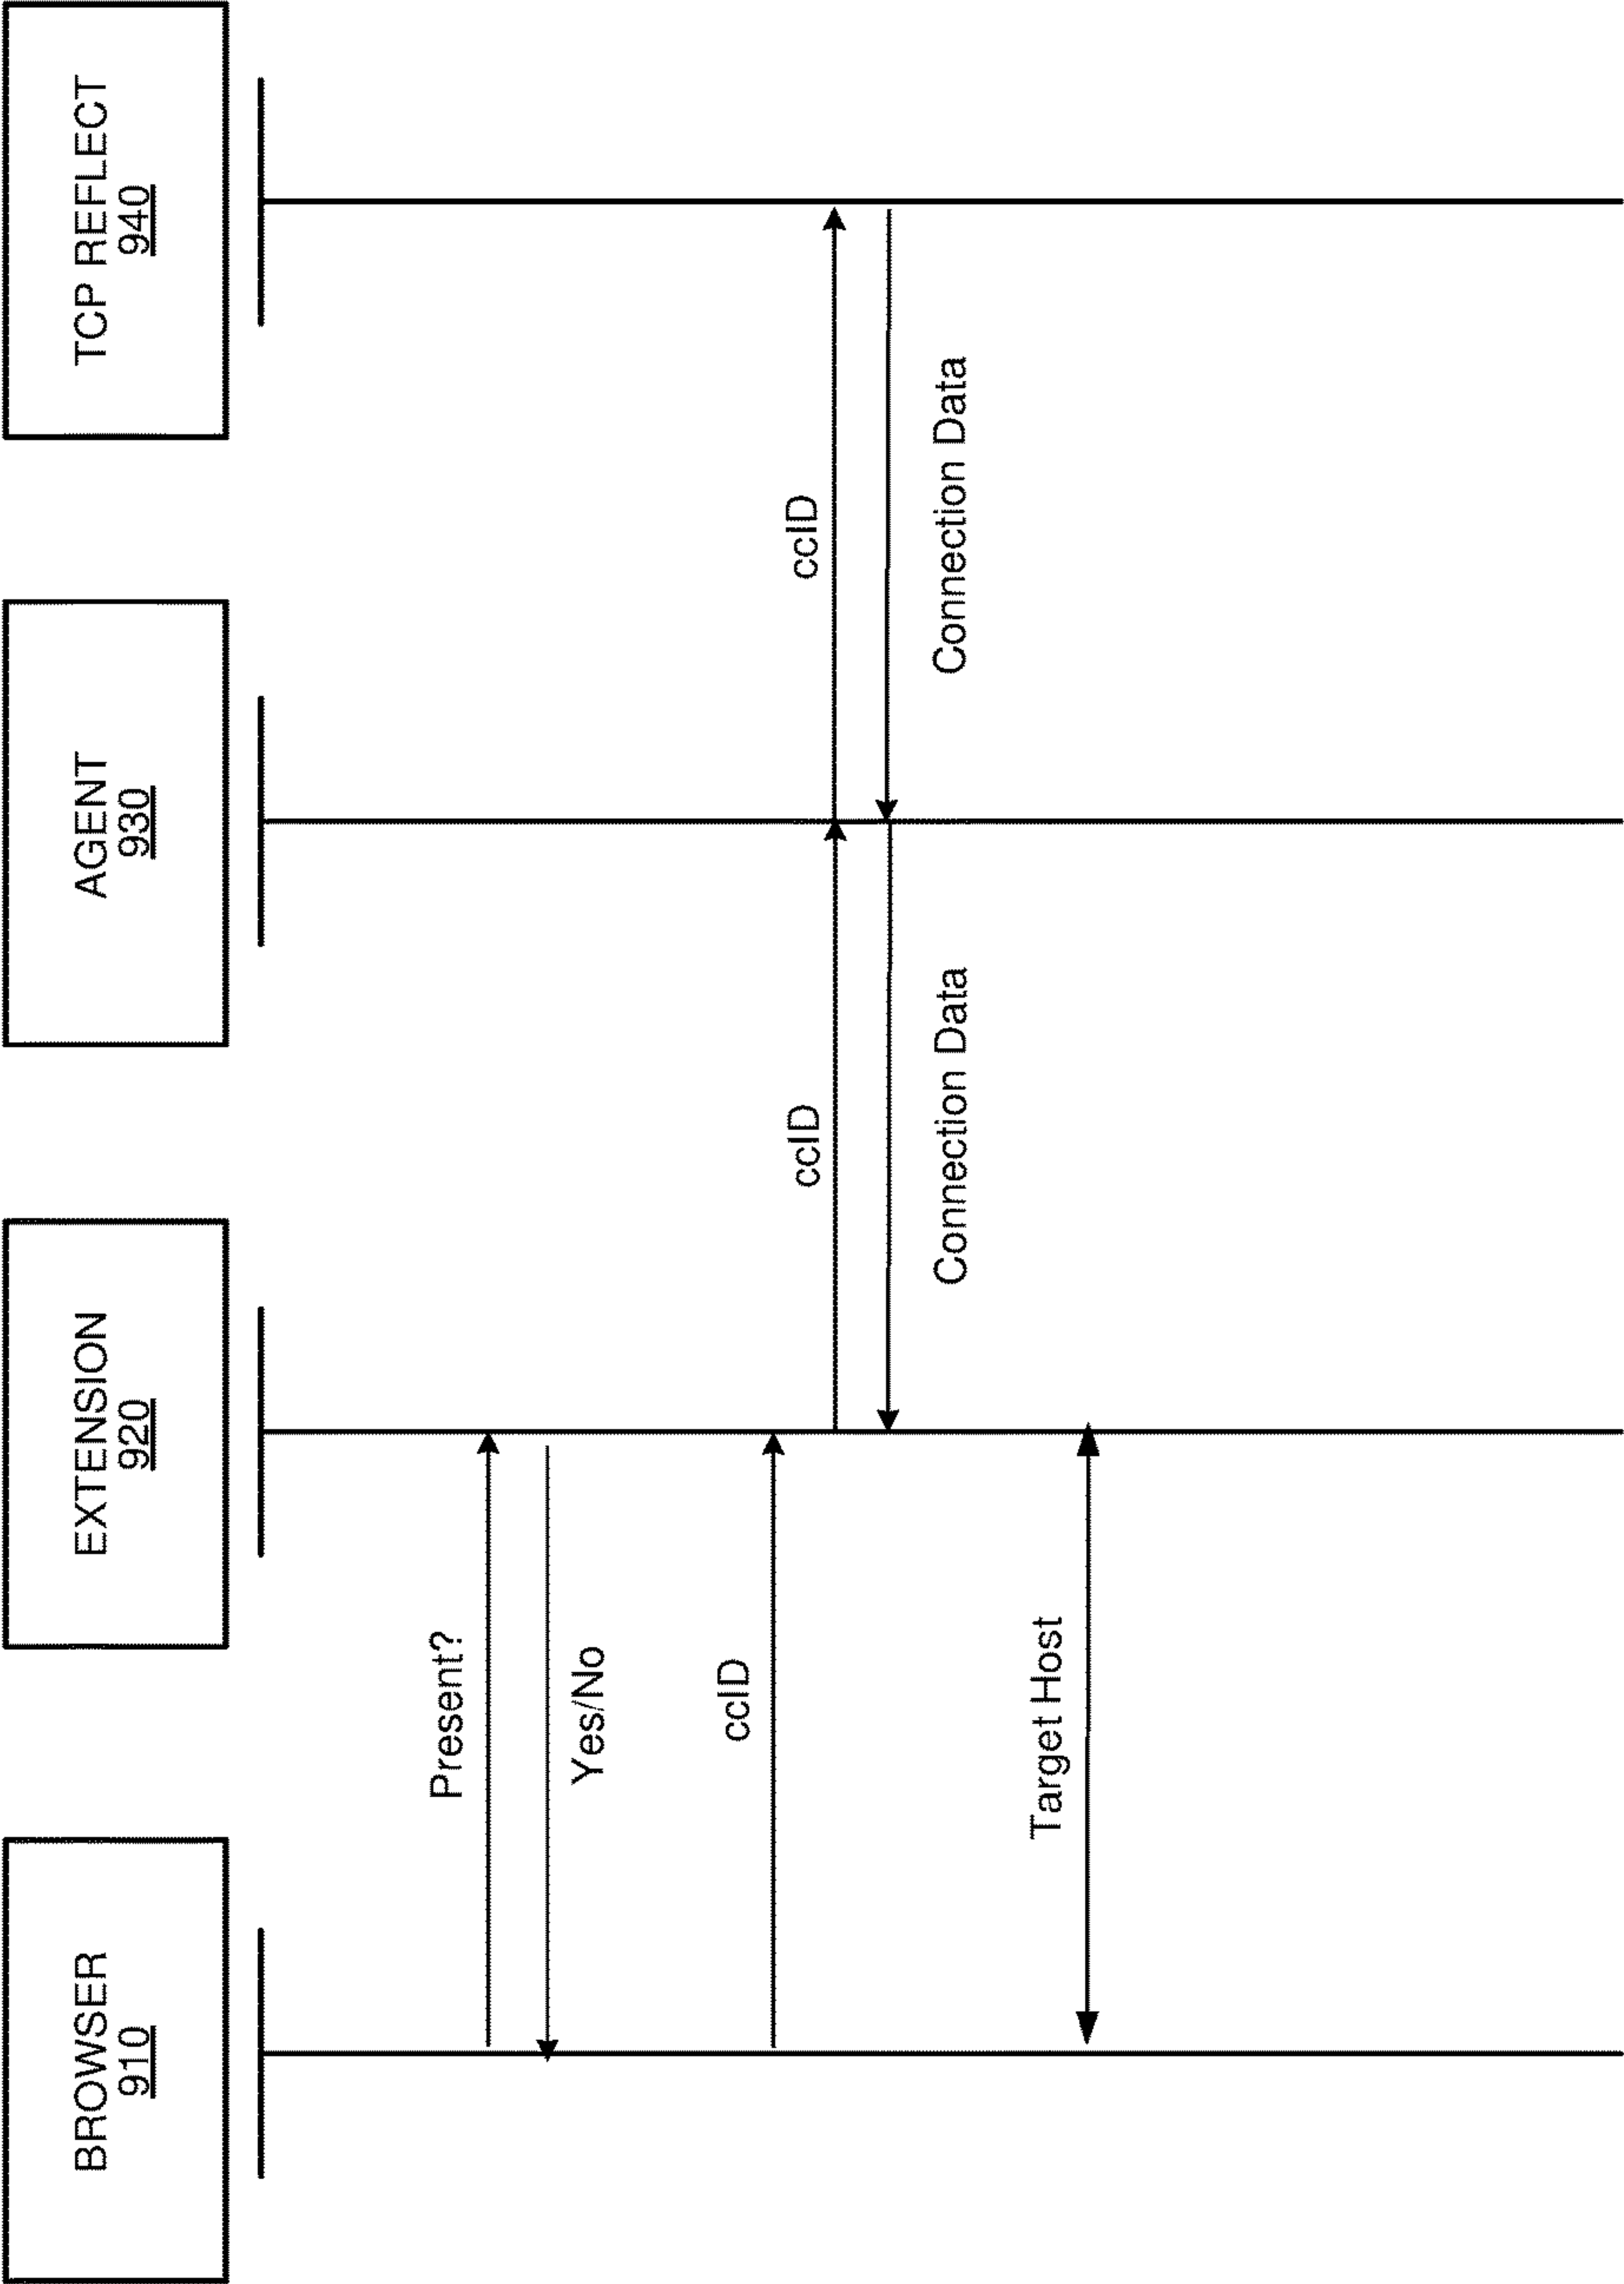 BROWSER
910
EXTENSION
920
AGENT
930
TCP REFLECT
940
Present?
Yes/No
ccID
ccID
ccID
Connection Data
Connection Data
Target Host